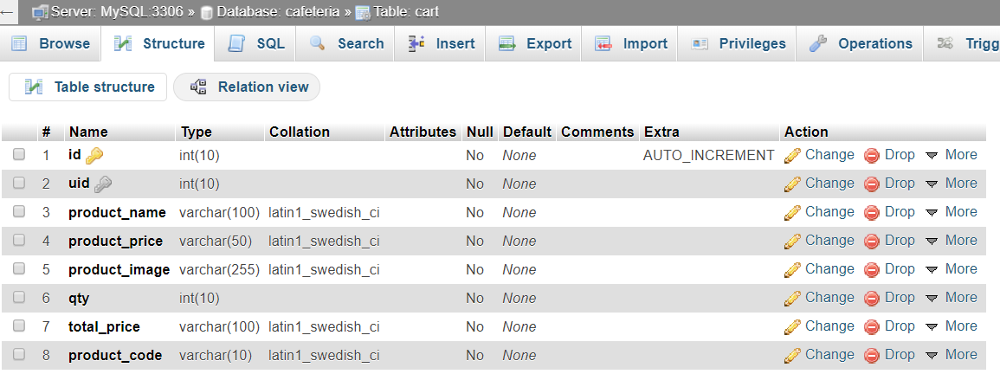 Server: MySQL:3306 » Database: cafeteria » Table: cart
Browse Structure SQL Search Insert Export Import Privileges Operations Trigg
Table structure Relation view
# Name Type Collation Attributes Null Default Comments Extra Action
1 id int(10) No None AUTO_INCREMENT Change Drop More
2 uid int(10) No None Change Drop More
3 product_name varchar(100) latin1_swedish_ci No None Change Drop More
4 product_price varchar(50) latin1_swedish_ci No None Change Drop More
5 product_image varchar(255) latin1_swedish_ci No None Change Drop More
6 qty int(10) No None Change Drop More
7 total_price varchar(100) latin1_swedish_ci No None Change Drop More
8 product_code varchar(10) latin1_swedish_ci No None Change Drop More